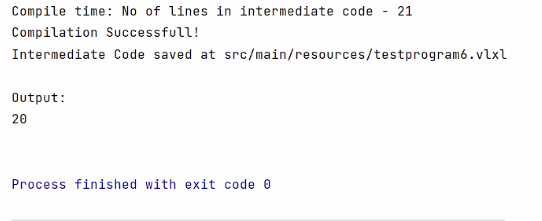 Compile time: No of lines in intermediate code - 21
Compilation Successfull!
Intermediate Code saved at src/main/resources/testprogram6.vlxl
Output:
20
Process finished with exit code 0